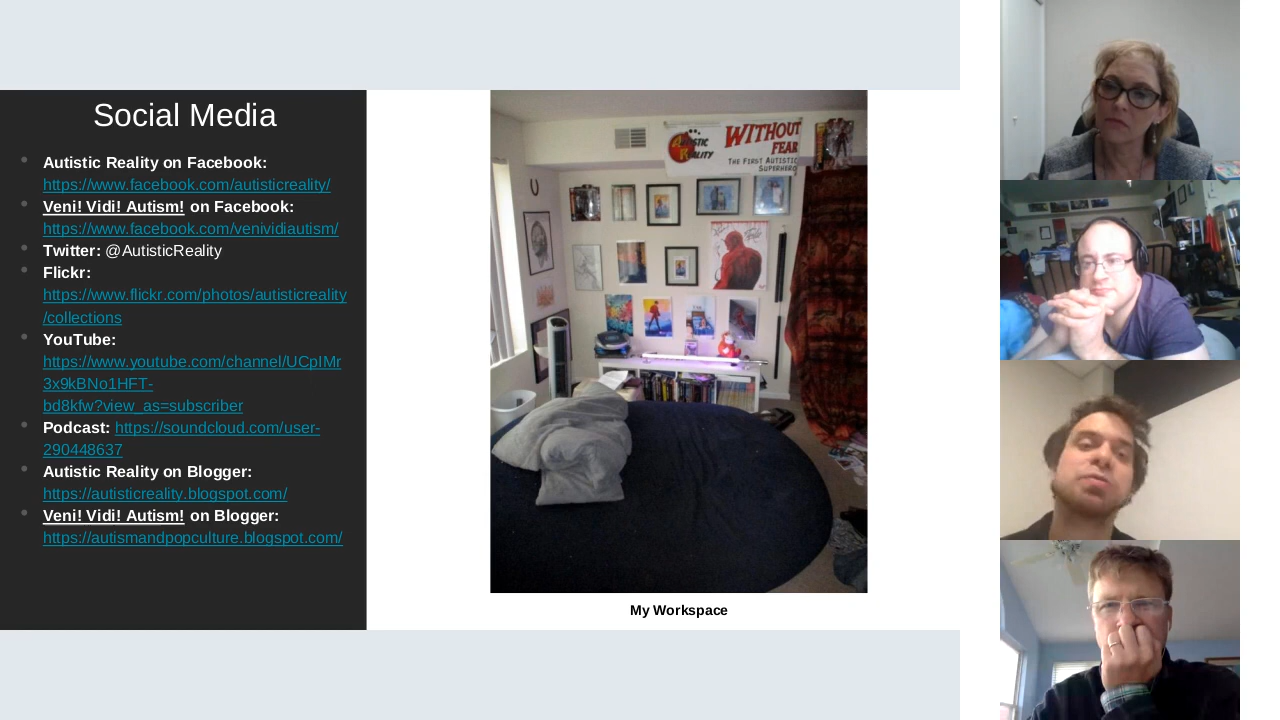 Social Media
Autistic Reality on Facebook:
https://www.facebook.com/autisticreality/
Veni! Vidi! Autism! on Facebook:
https://www.facebook.com/venividiautism/
Twitter: @AutisticReality
Flickr:
https://www.flickr.com/photos/autisticreality
/collections
YouTube:
https://www.youtube.com/channel/UCpIMr
3x9kBNo1HFT-
bd8kfw?view_as=subscriber
Podcast: https://soundcloud.com/user-
290448637
Autistic Reality on Blogger:
https://autisticreality.blogspot.com/
Veni! Vidi! Autism! on Blogger:
https://autismandpopculture.blogspot.com/
AUTISTIC REALITY
WITHOUT
FEAR
THE FIRST AUTISTIC
SUPERHERO
My Workspace